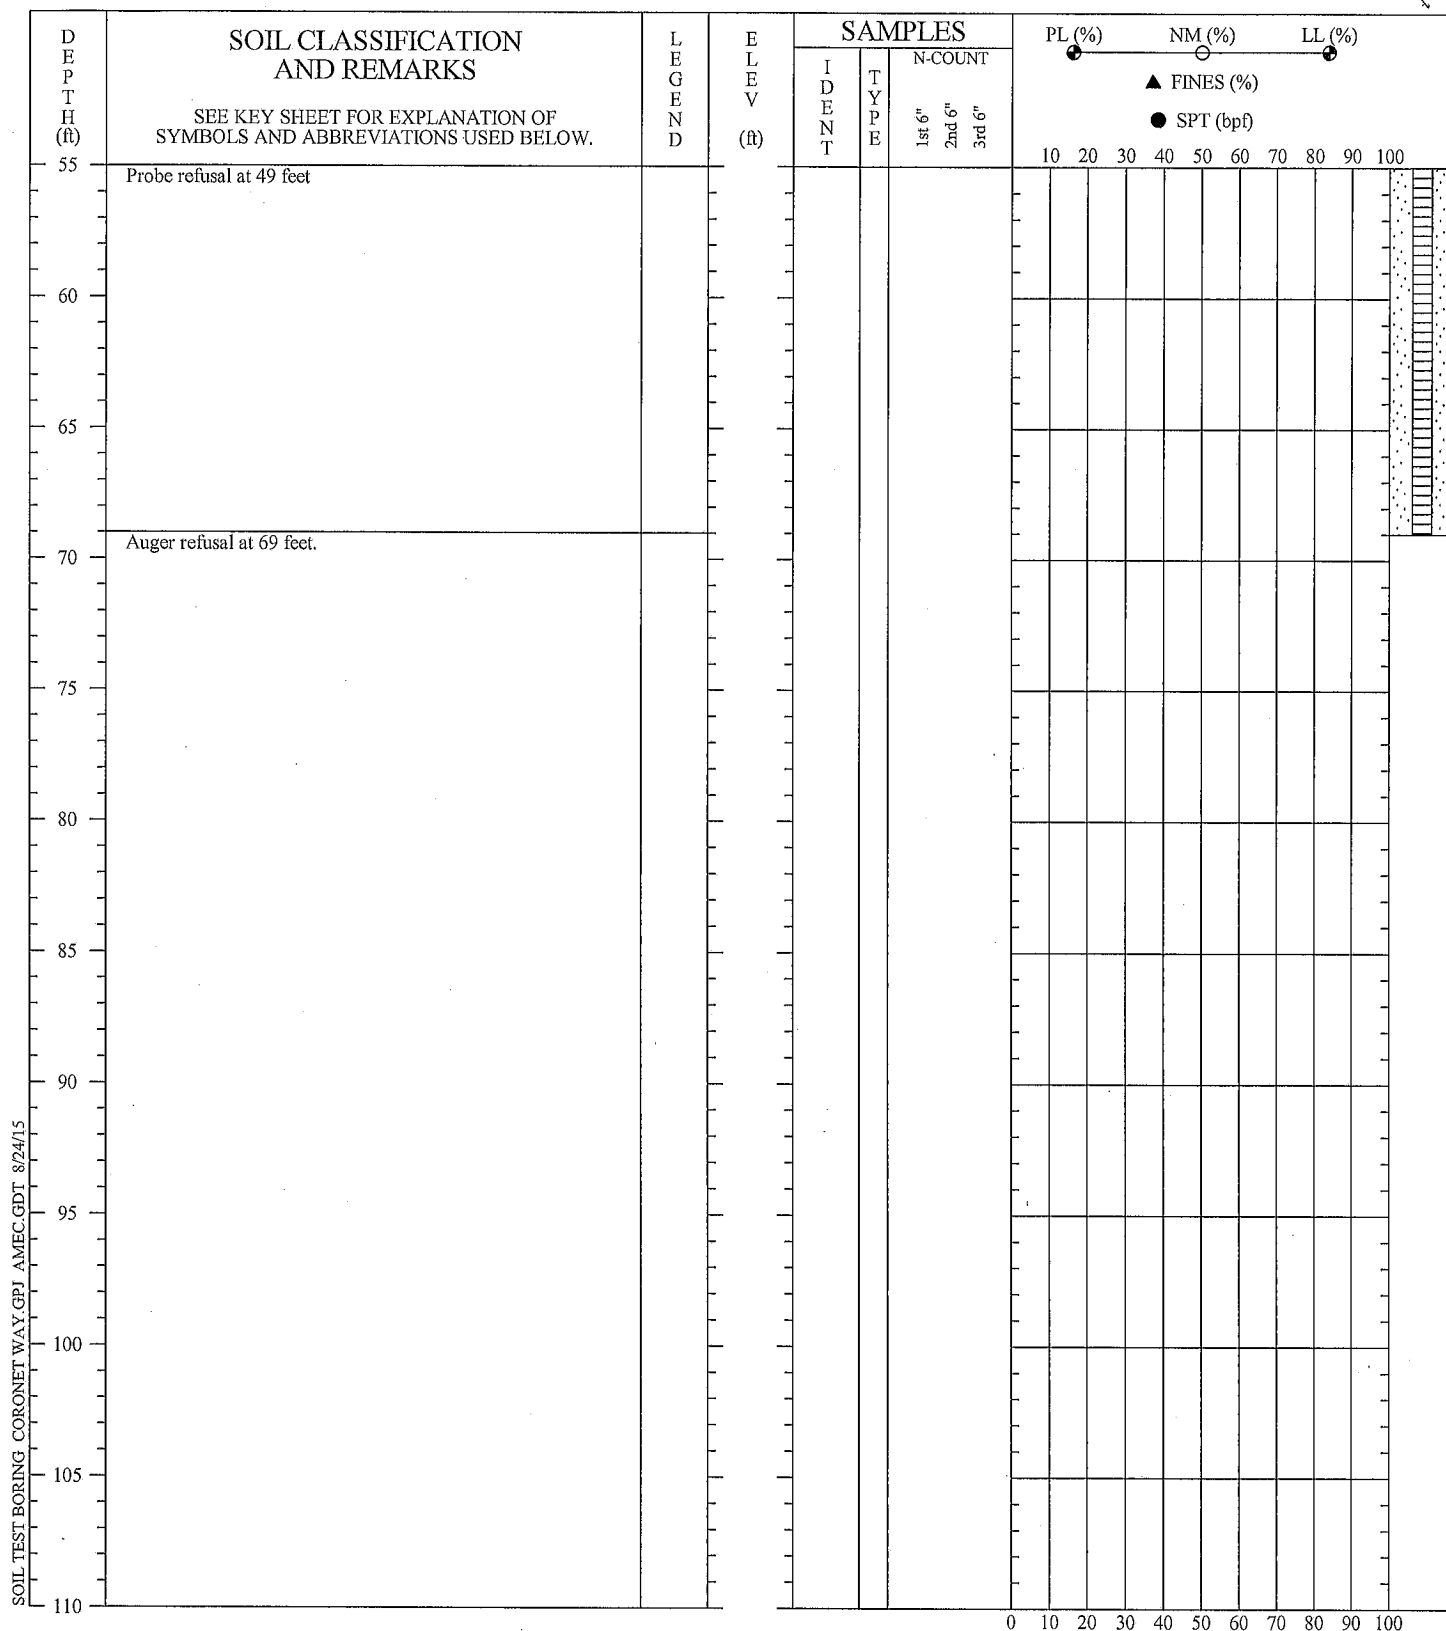 DEPTH (ft)
SOIL CLASSIFICATION
AND REMARKS
SEE KEY SHEET FOR EXPLANATION OF
SYMBOLS AND ABBREVIATIONS USED BELOW.
LEGEND
ELEV (ft)
SAMPLES
IDENT
TYPE
N-COUNT
1st 6"
2nd 6"
3rd 6"
PL (%) NM (%) LL (%)
▲ FINES (%)
● SPT (bpf)
10 20 30 40 50 60 70 80 90 100
55
Probe refusal at 49 feet
60
65
Auger refusal at 69 feet.
70
75
80
85
90
95
100
105
110
0 10 20 30 40 50 60 70 80 90 100
SOIL TEST BORING CORONET WAY.GPJ AMEC.GDT 8/24/15